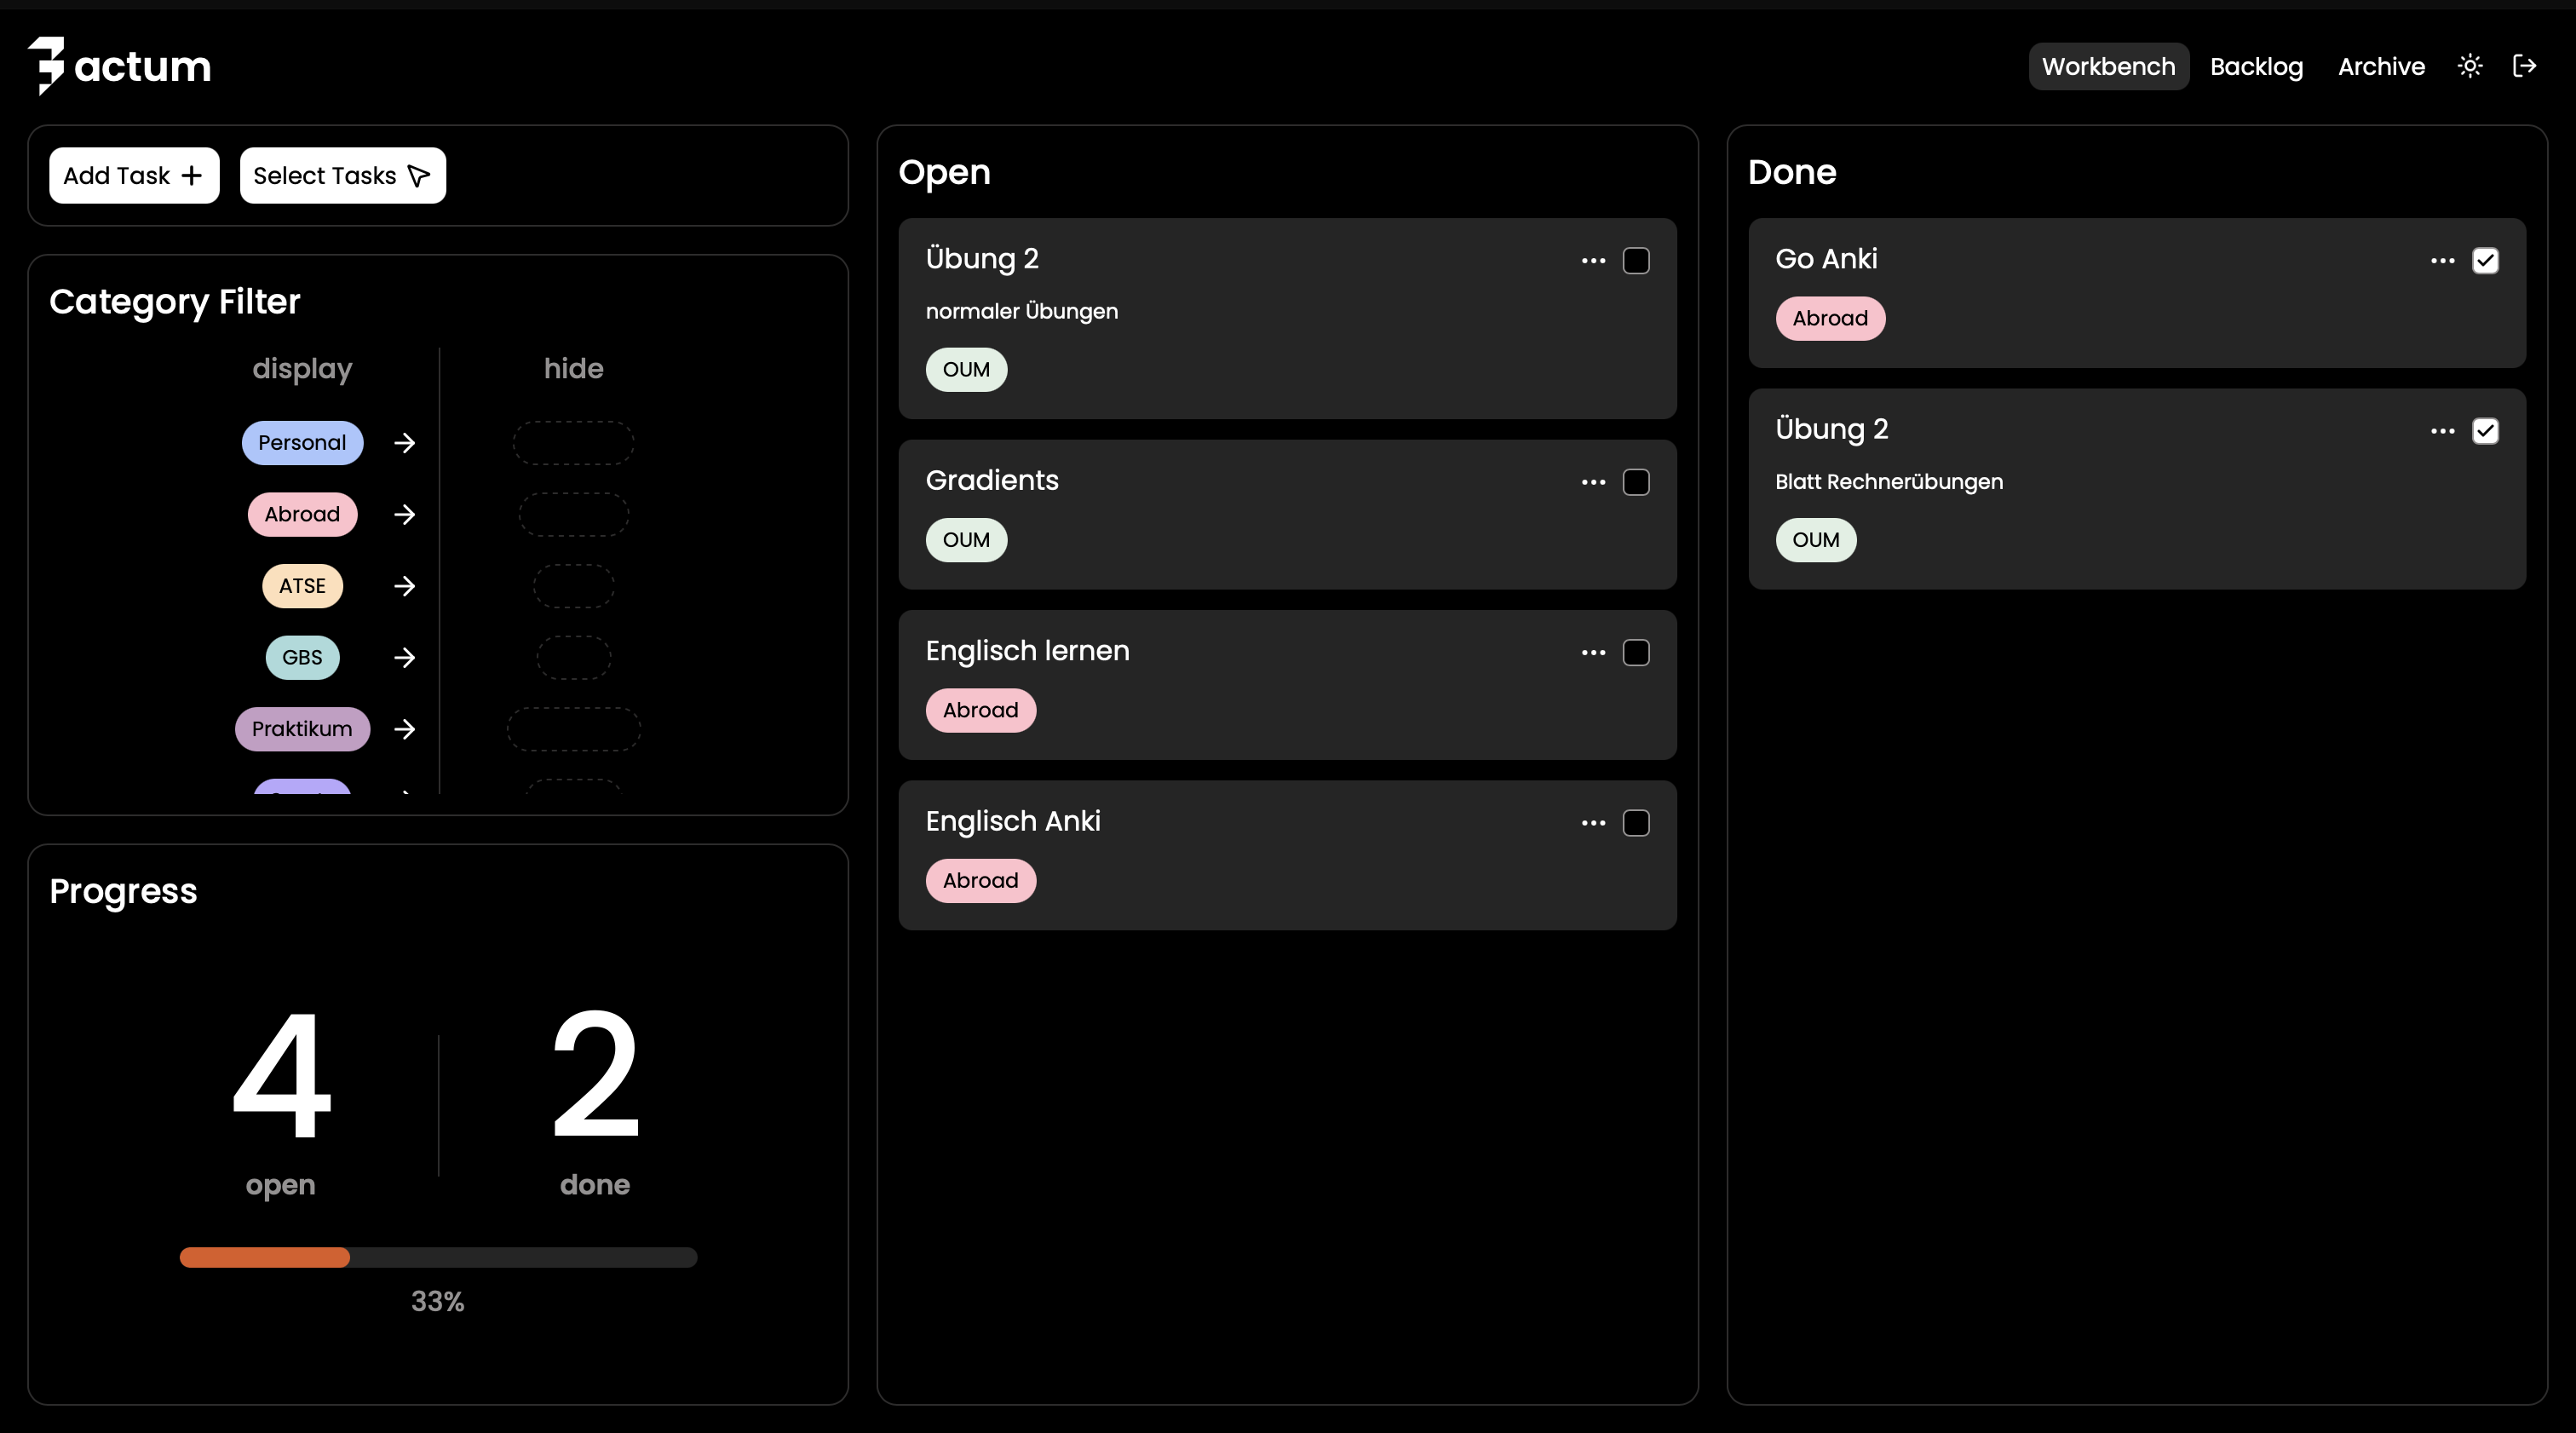 actum
Workbench
Backlog
Archive
Add Task
Select Tasks
Category Filter
display
hide
Personal
Abroad
ATSE
GBS
Praktikum
Progress
4
open
2
done
33%
Open
Übung 2
normaler Übungen
OUM
Gradients
OUM
Englisch lernen
Abroad
Englisch Anki
Abroad
Done
Go Anki
Abroad
Übung 2
Blatt Rechnerübungen
OUM